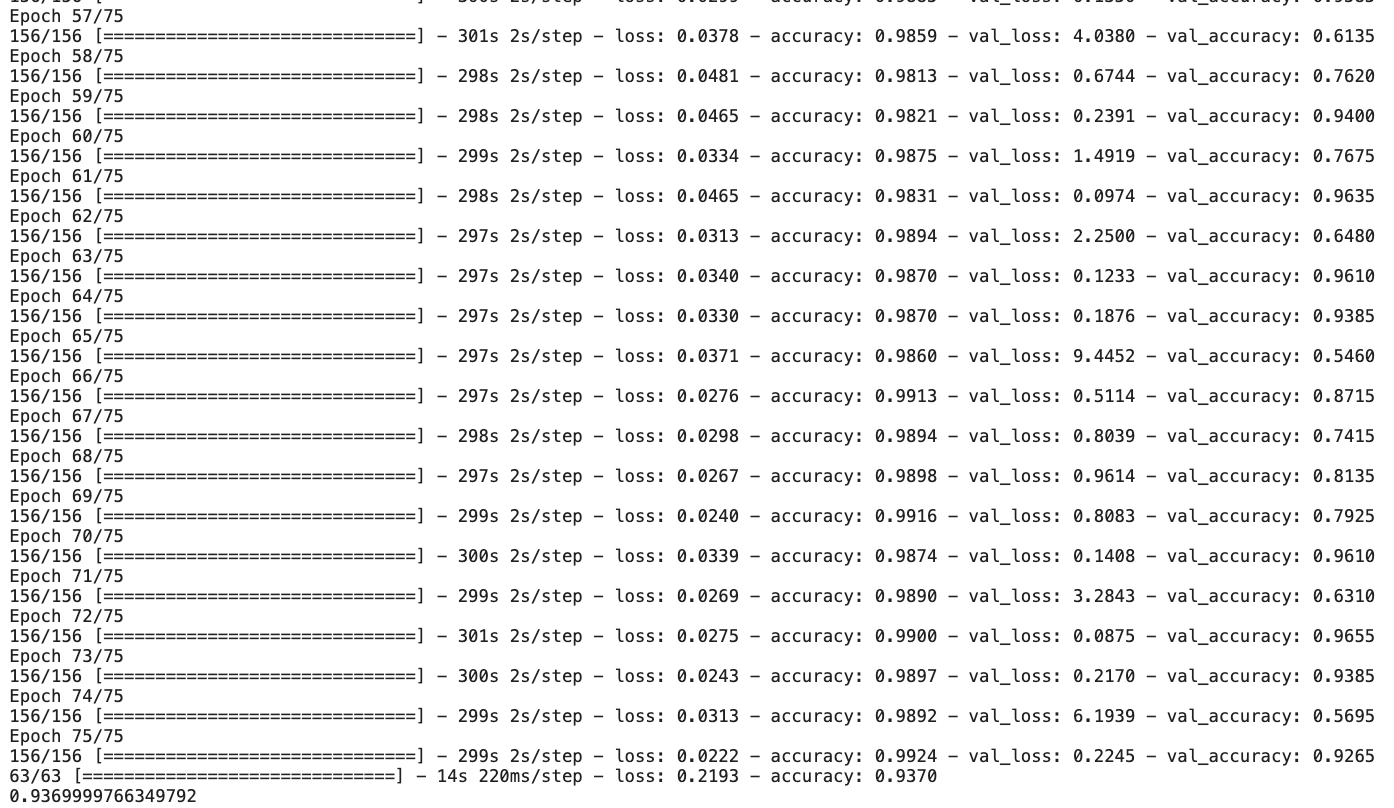 Epoch 57/75
156/156 [==============================] - 301s 2s/step - loss: 0.0378 - accuracy: 0.9859 - val_loss: 4.0380 - val_accuracy: 0.6135
Epoch 58/75
156/156 [==============================] - 298s 2s/step - loss: 0.0481 - accuracy: 0.9813 - val_loss: 0.6744 - val_accuracy: 0.7620
Epoch 59/75
156/156 [==============================] - 298s 2s/step - loss: 0.0465 - accuracy: 0.9821 - val_loss: 0.2391 - val_accuracy: 0.9400
Epoch 60/75
156/156 [==============================] - 299s 2s/step - loss: 0.0334 - accuracy: 0.9875 - val_loss: 1.4919 - val_accuracy: 0.7675
Epoch 61/75
156/156 [==============================] - 298s 2s/step - loss: 0.0465 - accuracy: 0.9831 - val_loss: 0.0974 - val_accuracy: 0.9635
Epoch 62/75
156/156 [==============================] - 297s 2s/step - loss: 0.0313 - accuracy: 0.9894 - val_loss: 2.2500 - val_accuracy: 0.6480
Epoch 63/75
156/156 [==============================] - 297s 2s/step - loss: 0.0340 - accuracy: 0.9870 - val_loss: 0.1233 - val_accuracy: 0.9610
Epoch 64/75
156/156 [==============================] - 297s 2s/step - loss: 0.0330 - accuracy: 0.9870 - val_loss: 0.1876 - val_accuracy: 0.9385
Epoch 65/75
156/156 [==============================] - 297s 2s/step - loss: 0.0371 - accuracy: 0.9860 - val_loss: 9.4452 - val_accuracy: 0.5460
Epoch 66/75
156/156 [==============================] - 297s 2s/step - loss: 0.0276 - accuracy: 0.9913 - val_loss: 0.5114 - val_accuracy: 0.8715
Epoch 67/75
156/156 [==============================] - 298s 2s/step - loss: 0.0298 - accuracy: 0.9894 - val_loss: 0.8039 - val_accuracy: 0.7415
Epoch 68/75
156/156 [==============================] - 297s 2s/step - loss: 0.0267 - accuracy: 0.9898 - val_loss: 0.9614 - val_accuracy: 0.8135
Epoch 69/75
156/156 [==============================] - 299s 2s/step - loss: 0.0240 - accuracy: 0.9916 - val_loss: 0.8083 - val_accuracy: 0.7925
Epoch 70/75
156/156 [==============================] - 300s 2s/step - loss: 0.0339 - accuracy: 0.9874 - val_loss: 0.1408 - val_accuracy: 0.9610
Epoch 71/75
156/156 [==============================] - 299s 2s/step - loss: 0.0269 - accuracy: 0.9890 - val_loss: 3.2843 - val_accuracy: 0.6310
Epoch 72/75
156/156 [==============================] - 301s 2s/step - loss: 0.0275 - accuracy: 0.9900 - val_loss: 0.0875 - val_accuracy: 0.9655
Epoch 73/75
156/156 [==============================] - 300s 2s/step - loss: 0.0243 - accuracy: 0.9897 - val_loss: 0.2170 - val_accuracy: 0.9385
Epoch 74/75
156/156 [==============================] - 299s 2s/step - loss: 0.0313 - accuracy: 0.9892 - val_loss: 6.1939 - val_accuracy: 0.5695
Epoch 75/75
156/156 [==============================] - 299s 2s/step - loss: 0.0222 - accuracy: 0.9924 - val_loss: 0.2245 - val_accuracy: 0.9265
63/63 [==============================] - 14s 220ms/step - loss: 0.2193 - accuracy: 0.9370
0.9369999766349792